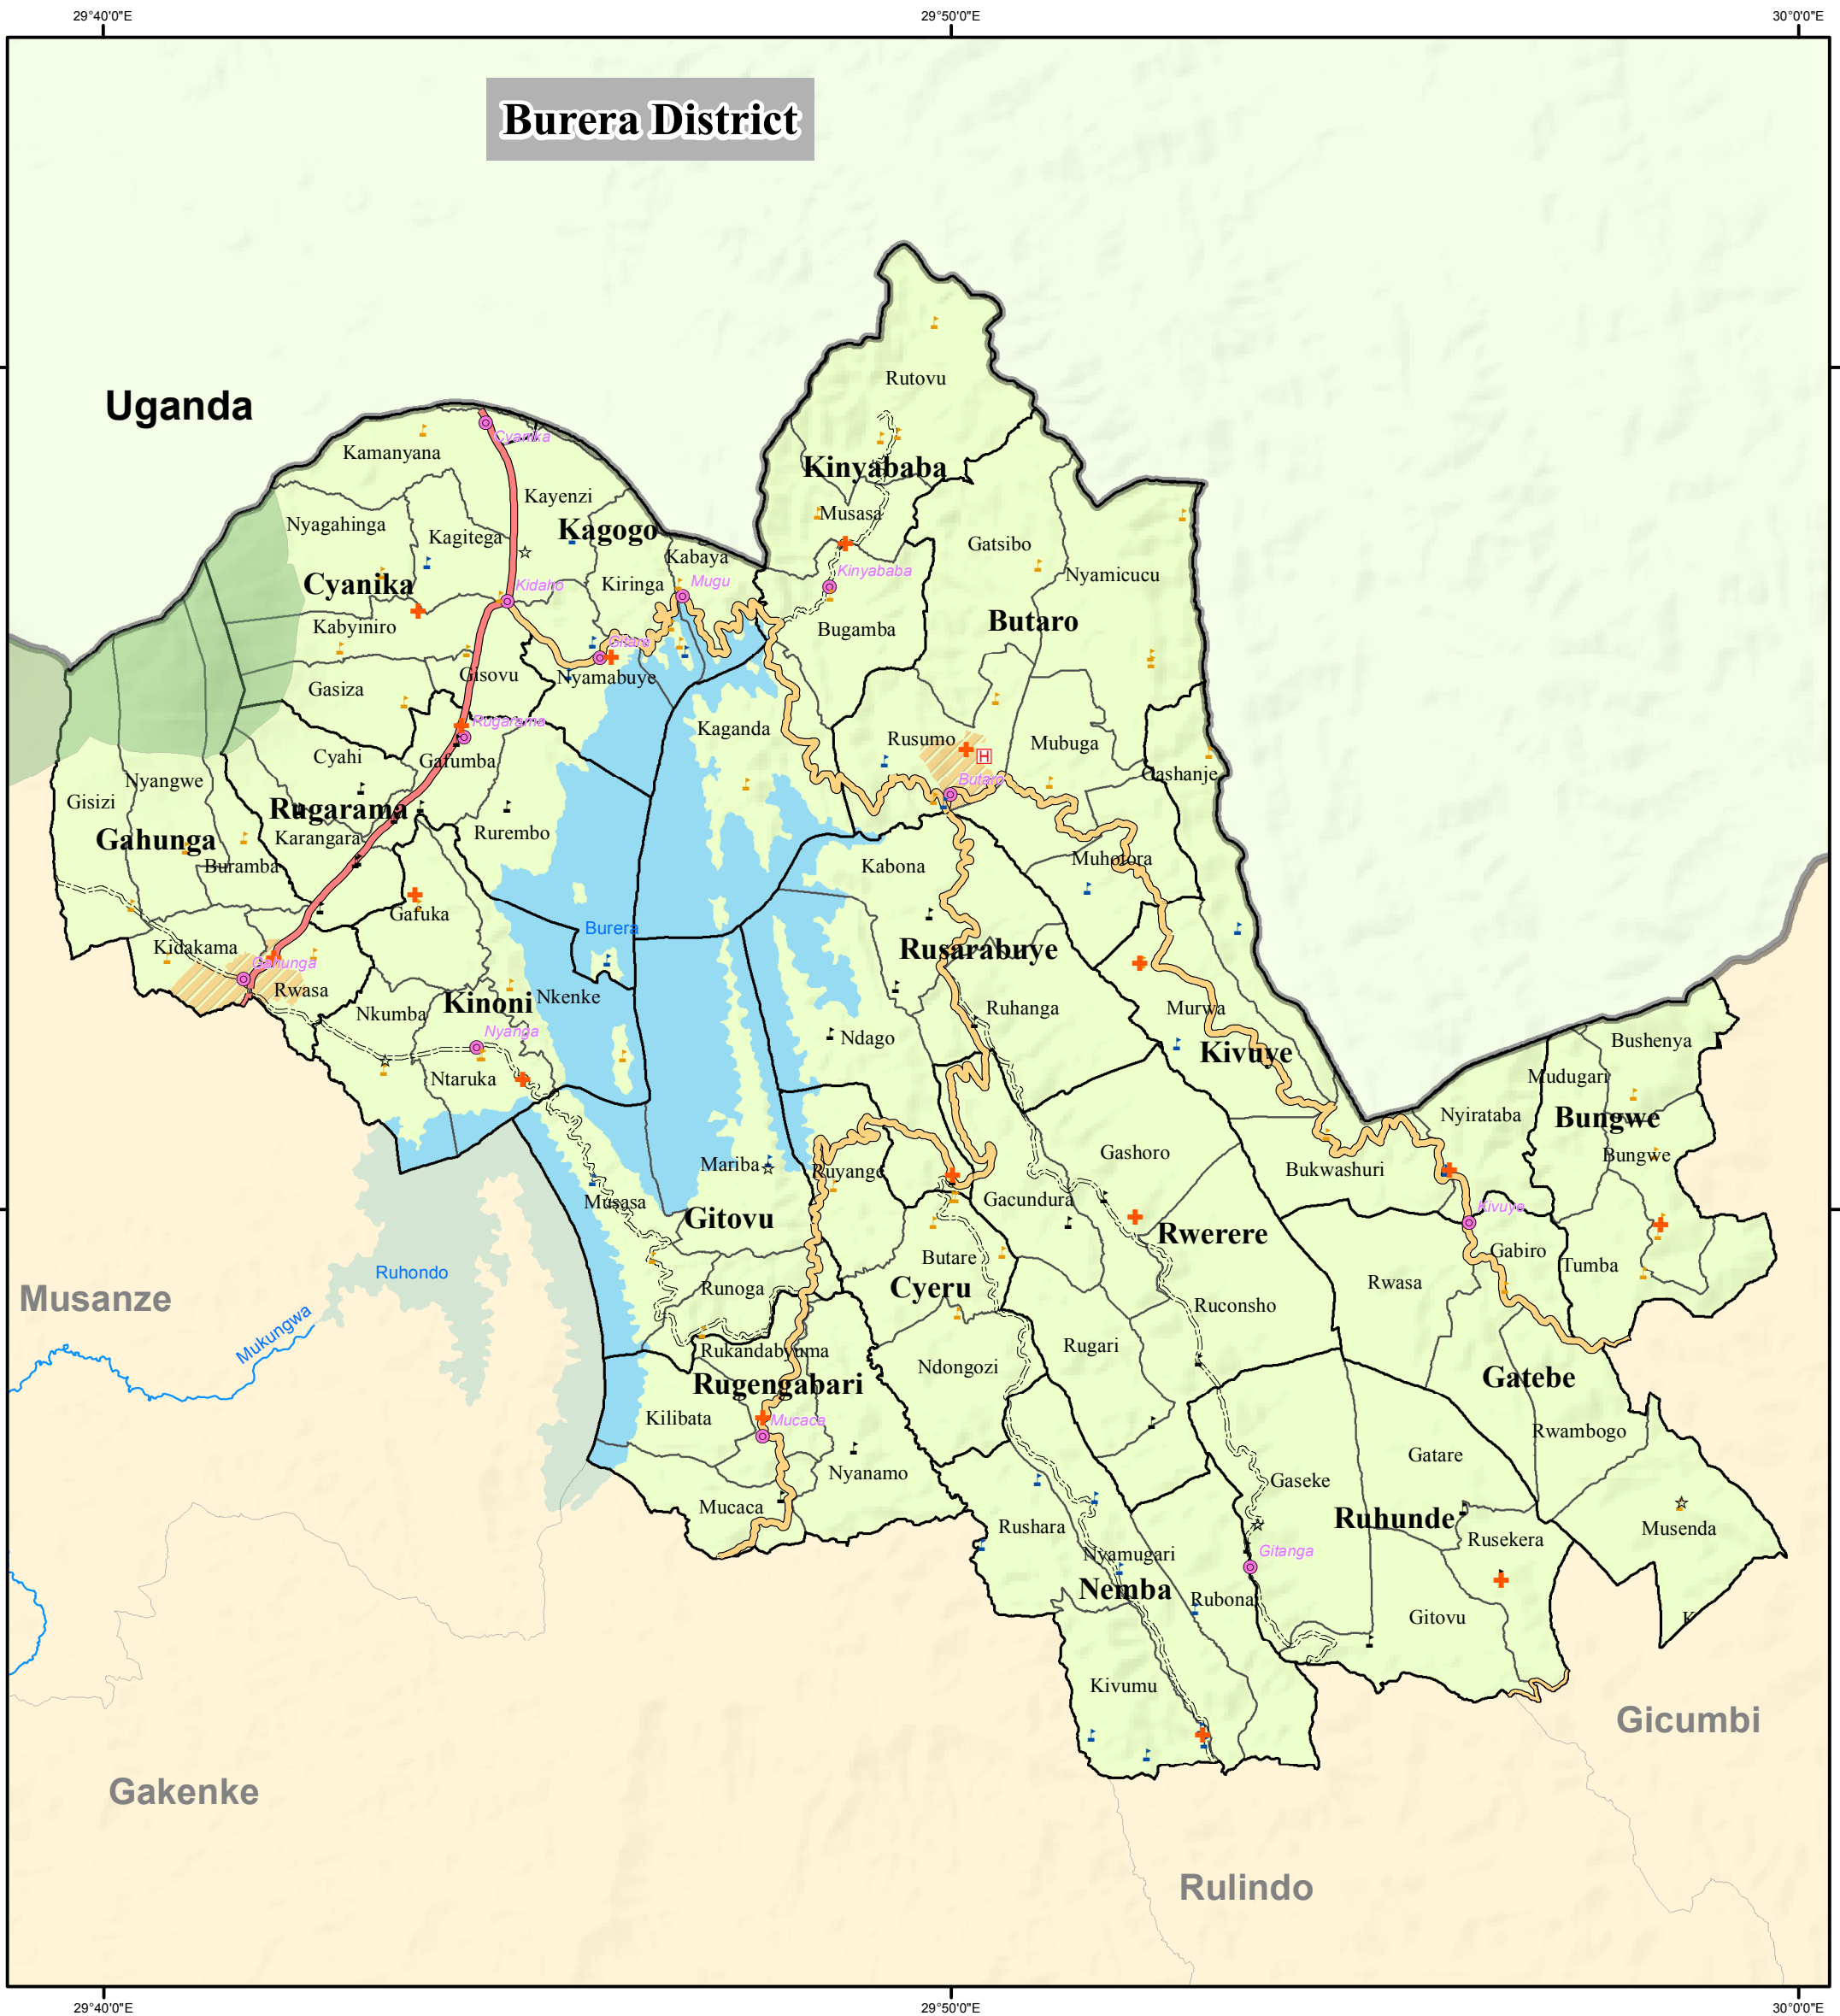 29°40'0"E
29°50'0"E
30°0'0"E
Burera District
Rutovu
Uganda
Cyanika
Kamanyana
Kinyababa
Kayenzi
Musasa
Nyagahinga
Kagogo
Kagitega
Gatsibo
Kabaya
Kinyababa
Nyamicucu
Cyanika
Kidaho
Kiringa
Mugu
Kabyiniro
Bugamba
Butaro
Gitaro
Gisovu
Nyamabuye
Gasiza
Rugarama
Kaganda
Rusumo
Mubuga
Cyahi
Gafumba
Butaro
Gashanje
Nyangwe
Gisizi
Rugarama
Karangara
Rurembo
Gahunga
Buramba
Kabona
Muhotora
Gafuka
Burera
Kidakama
Rusarabuye
Gahunga
Rwasa
Nkenke
Kinoni
Nkumba
Ruhanga
Murwa
Nyanga
Ndago
Bushenya
Kivuye
Ntaruka
Mudugari
Nyirataba
Bungwe
Gashoro
Bungwe
Mariba
Ruyange
Bukwashuri
Musasa
Gacundura
Kivuye
Gitovu
Rwerere
Gabiro
Butare
Tumba
Ruhondo
Rwasa
Runoga
Cyeru
Musanze
Ruconsho
Mukungwa
Rugari
Rukandabyuma
Ndongozi
Gatebe
Rugengabari
Kilibata
Mucaca
Rwambogo
Gatare
Nyanamo
Gaseke
Mucaca
Ruhunde
Rushara
Musenda
Rusekera
Nyamugari
Gitanga
Nemba
Rubona
Gitovu
K
Kivumu
Gicumbi
Gakenke
Rulindo
29°40'0"E
29°50'0"E
30°0'0"E